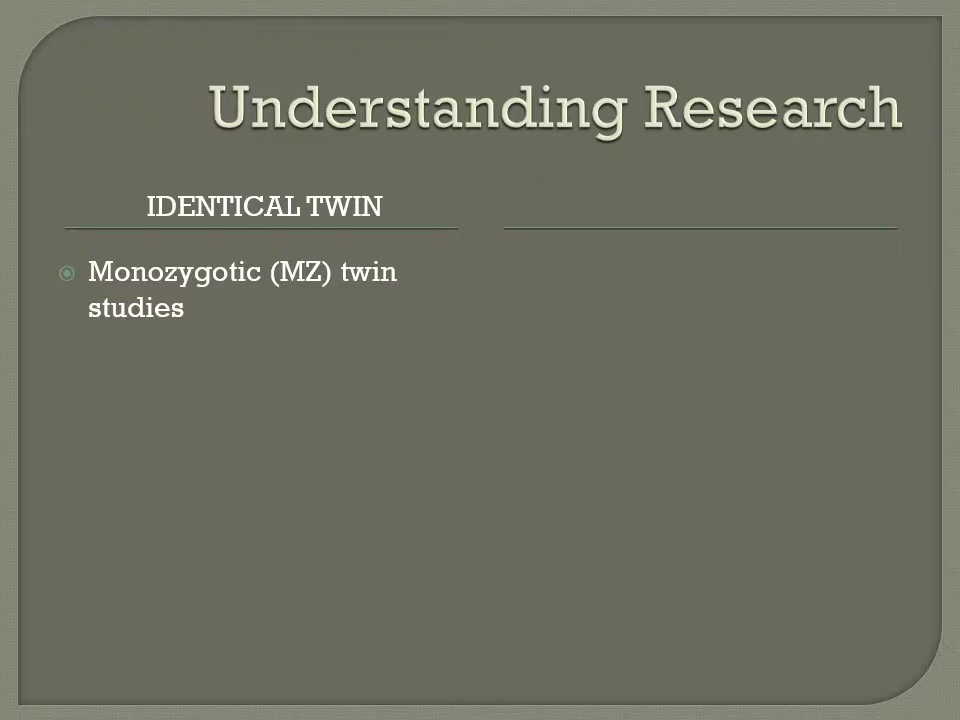 Understanding Research
IDENTICAL TWIN
Monozygotic (MZ) twin
studies